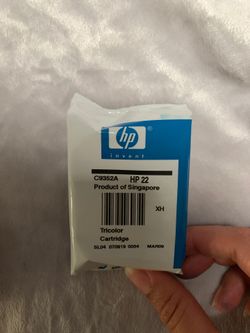 hp
invent
C9352A HP 22
Product of Singapore
XH
Tricolor
Cartridge